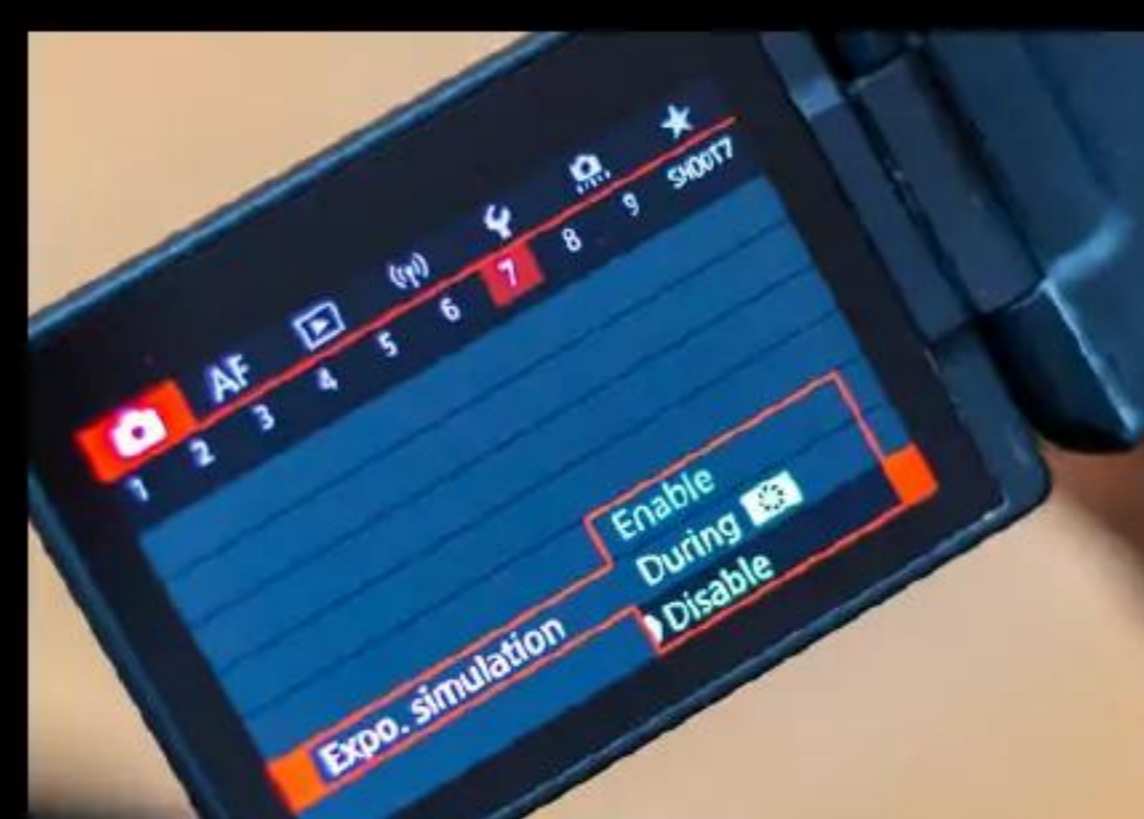 AF
1 2 3 4 5 6 7 8 9 SHOOT7
Expo. simulation
Enable
During
Disable